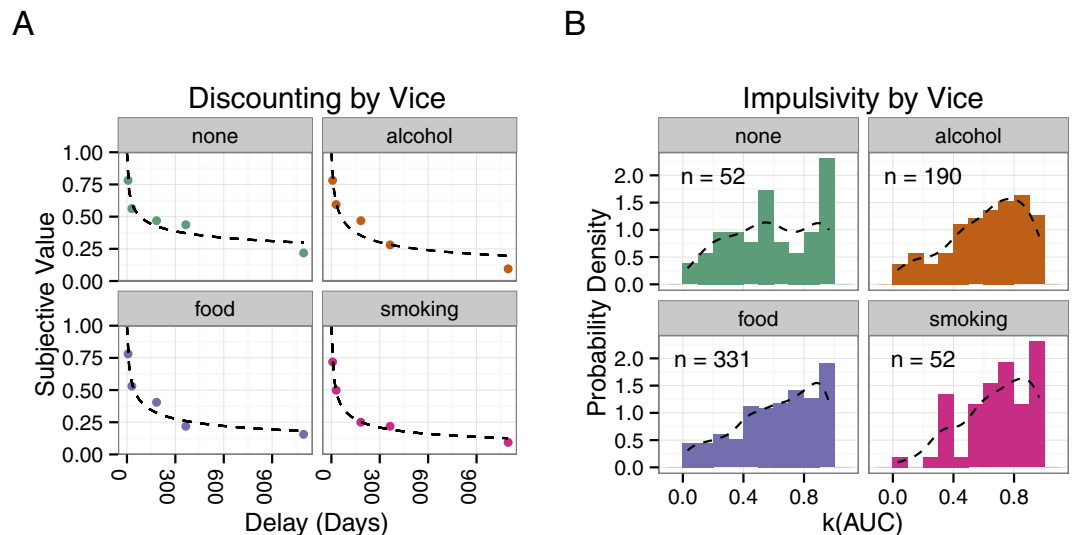 A
Discounting by Vice
none
alcohol
1.00
0.75
0.50
0.25
0.00
food
smoking
1.00
0.75
0.50
0.25
0.00
Subjective Value
0
300
600
900
0
300
600
900
Delay (Days)
B
Impulsivity by Vice
none
alcohol
n = 52
n = 190
2.0
1.5
1.0
0.5
0.0
food
smoking
n = 331
n = 52
2.0
1.5
1.0
0.5
0.0
Probability Density
0.0 0.4 0.8
0.0 0.4 0.8
k(AUC)